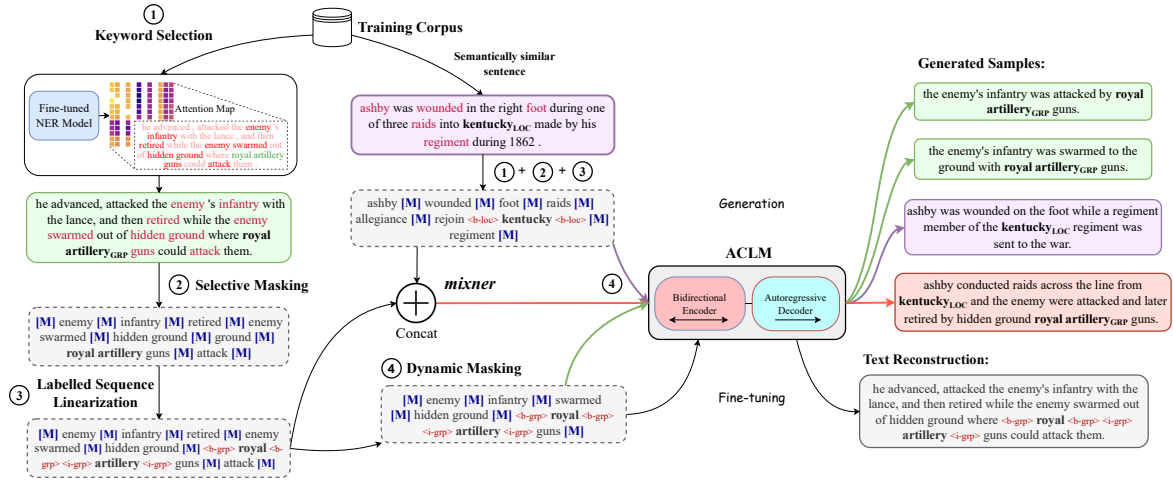 1
Keyword Selection
Training Corpus
Semantically similar
sentence
Fine-tuned
NER Model
Attention Map
he advanced , attacked the enemy 's
infantry with the lance , and then
retired while the enemy swarmed out
of hidden ground where royal artillery
guns could attack them .
he advanced, attacked the enemy 's infantry with
the lance, and then retired while the enemy
swarmed out of hidden ground where royal
artilleryGRP guns could attack them.
2 Selective Masking
[M] enemy [M] infantry [M] retired [M] enemy
swarmed [M] hidden ground [M] ground [M]
royal artillery guns [M] attack [M]
3 Labelled Sequence
Linearization
[M] enemy [M] infantry [M] retired [M] enemy
swarmed [M] hidden ground [M] <b-grp> royal <b-
grp> <i-grp> artillery <i-grp> guns [M] attack [M]
ashby was wounded in the right foot during one
of three raids into kentuckyLOC made by his
regiment during 1862 .
1 + 2 + 3
ashby [M] wounded [M] foot [M] raids [M]
allegiance [M] rejoin <b-loc> kentucky <b-loc> [M]
regiment [M]
mixner
Concat
4 Dynamic Masking
[M] enemy [M] infantry [M] swarmed
[M] hidden ground [M] <b-grp> royal <b-grp>
<i-grp> artillery <i-grp> guns [M]
4
Generation
ACLM
Bidirectional
Encoder
Autoregressive
Decoder
Fine-tuning
Generated Samples:
the enemy's infantry was attacked by royal
artilleryGRP guns.
the enemy's infantry was swarmed to the
ground with royal artilleryGRP guns.
ashby was wounded on the foot while a regiment
member of the kentuckyLOC regiment was
sent to the war.
ashby conducted raids across the line from
kentuckyLOC and the enemy were attacked and later
retired by hidden ground royal artilleryGRP guns.
Text Reconstruction:
he advanced, attacked the enemy's infantry with the
lance, and then retired while the enemy swarmed out
of hidden ground where <b-grp> royal <b-grp> <i-grp>
artillery <i-grp> guns could attack them.